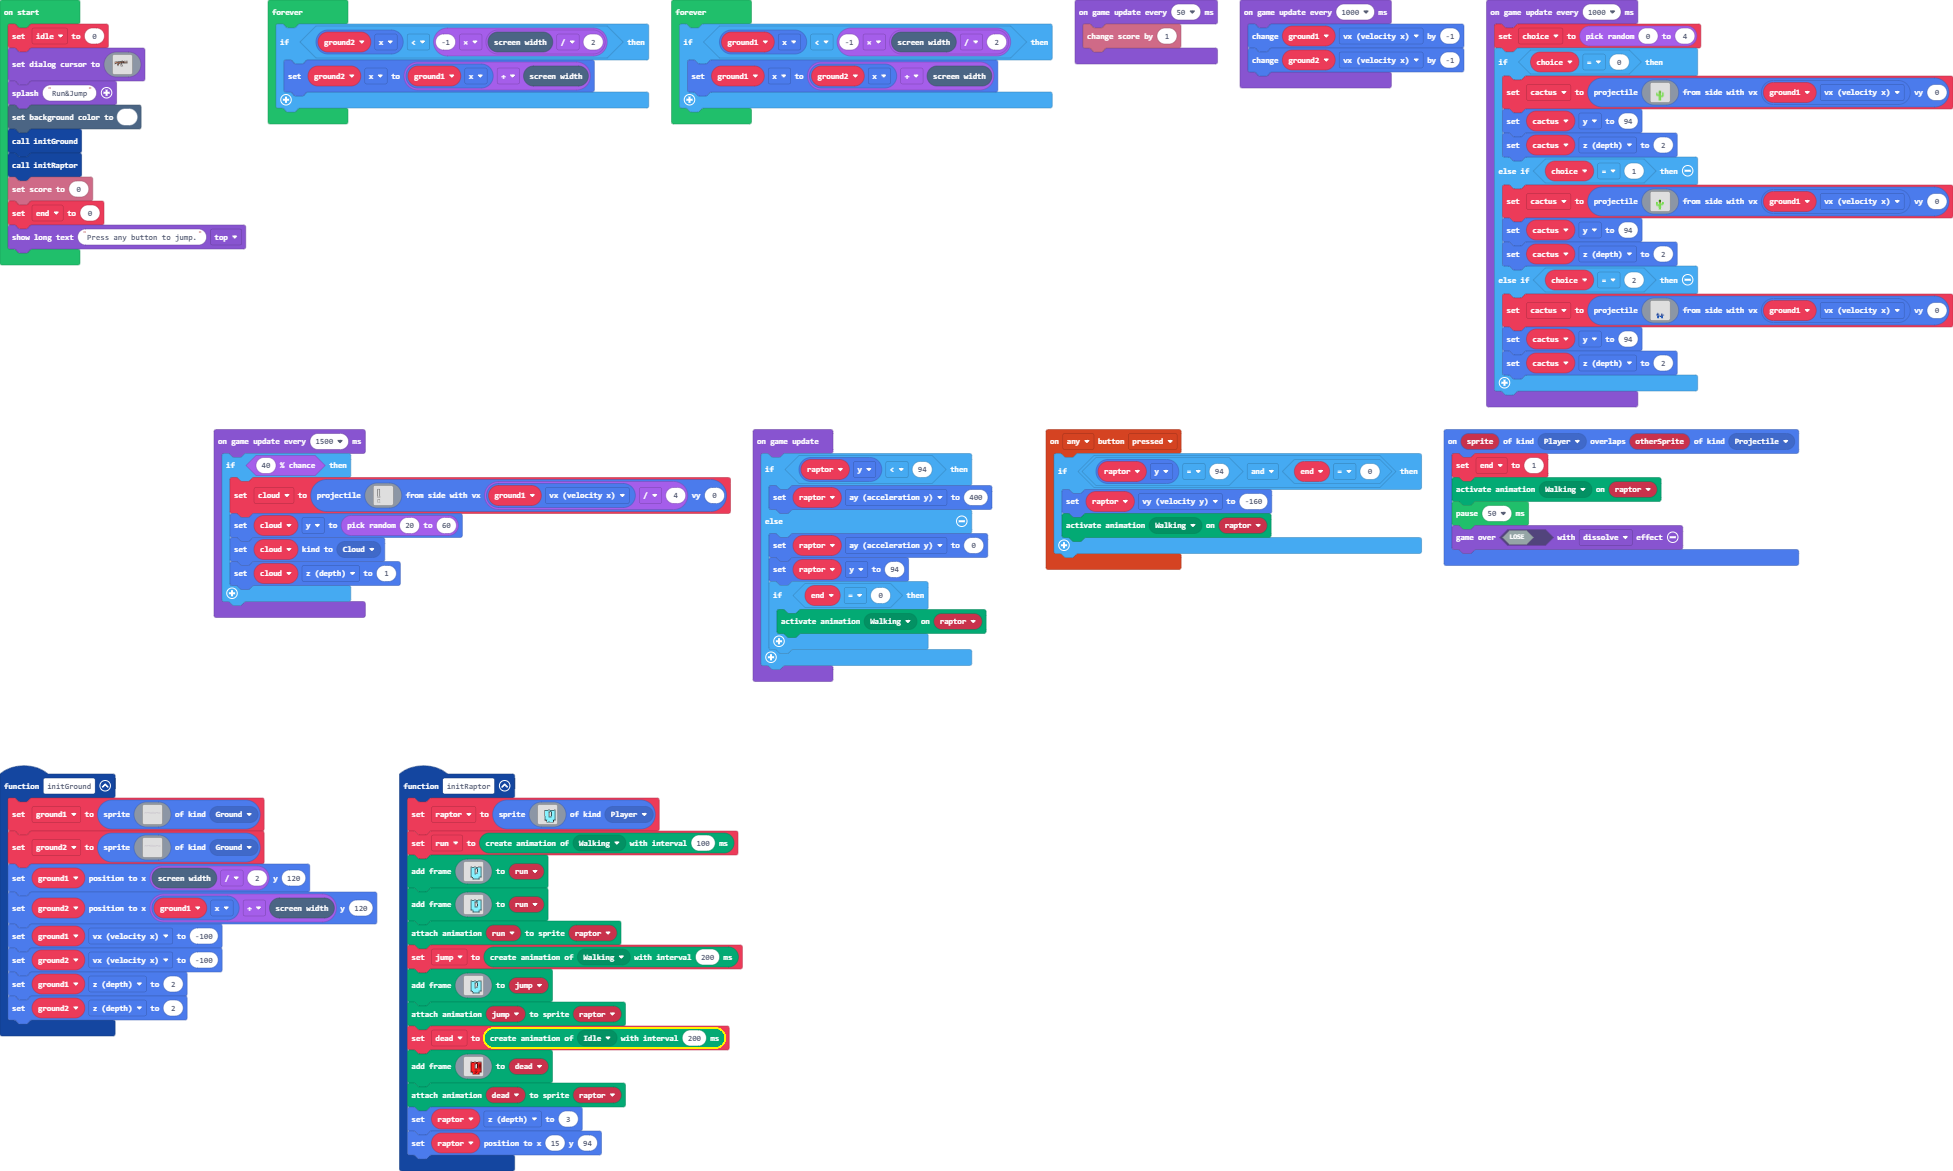 on start
set idle to 0
set dialog cursor to
splash "Run&Jump"
set background color to
call initGround
call initRaptor
set score to 0
set end to 0
show long text "Press any button to jump." top
forever
if ground2 x < -1 × screen width / 2 then
set ground2 x to ground1 x + screen width
forever
if ground1 x < -1 × screen width / 2 then
set ground1 x to ground2 x + screen width
on game update every 50 ms
change score by 1
on game update every 1000 ms
change ground1 vx (velocity x) by -1
change ground2 vx (velocity x) by -1
on game update every 1000 ms
set choice to pick random 0 to 4
if choice = 0 then
set cactus to projectile from side with vx ground1 vx (velocity x) vy 0
set cactus y to 94
set cactus z (depth) to 2
else if choice = 1 then
set cactus to projectile from side with vx ground1 vx (velocity x) vy 0
set cactus y to 94
set cactus z (depth) to 2
else if choice = 2 then
set cactus to projectile from side with vx ground1 vx (velocity x) vy 0
set cactus y to 94
set cactus z (depth) to 2
on game update every 1500 ms
if 40 % chance then
set cloud to projectile from side with vx ground1 vx (velocity x) / 4 vy 0
set cloud y to pick random 20 to 60
set cloud kind to Cloud
set cloud z (depth) to 1
on game update
if raptor y < 94 then
set raptor ay (acceleration y) to 400
else
set raptor ay (acceleration y) to 0
set raptor y to 94
if end = 0 then
activate animation Walking on raptor
on any button pressed
if raptor y = 94 and end = 0 then
set raptor vy (velocity y) to -160
activate animation Walking on raptor
on sprite of kind Player overlaps otherSprite of kind Projectile
set end to 1
activate animation Walking on raptor
pause 50 ms
game over LOSE with dissolve effect
function initGround
set ground1 to sprite of kind Ground
set ground2 to sprite of kind Ground
set ground1 position to x screen width / 2 y 120
set ground2 position to x ground1 x + screen width y 120
set ground1 vx (velocity x) to -100
set ground2 vx (velocity x) to -100
set ground1 z (depth) to 2
set ground2 z (depth) to 2
function initRaptor
set raptor to sprite of kind Player
set run to create animation of Walking with interval 100 ms
add frame to run
add frame to run
attach animation run to sprite raptor
set jump to create animation of Walking with interval 200 ms
add frame to jump
attach animation jump to sprite raptor
set dead to create animation of Idle with interval 200 ms
add frame to dead
attach animation dead to sprite raptor
set raptor z (depth) to 3
set raptor position to x 15 y 94